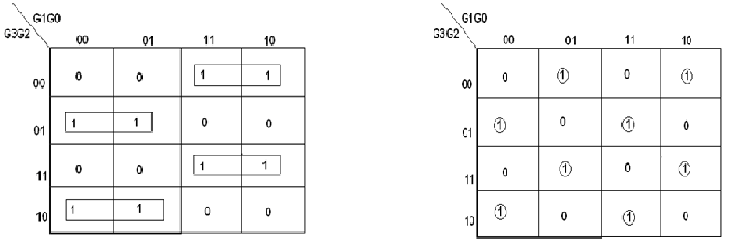 G1G0 G1G0
G3G2 G3G2
00 01 11 10 00 01 11 10
00 0 0 1 1 00 0 1 0 1
01 1 1 0 0 01 1 0 1 0
11 0 0 1 1 11 0 1 0 1
10 1 1 0 0 10 1 0 1 0